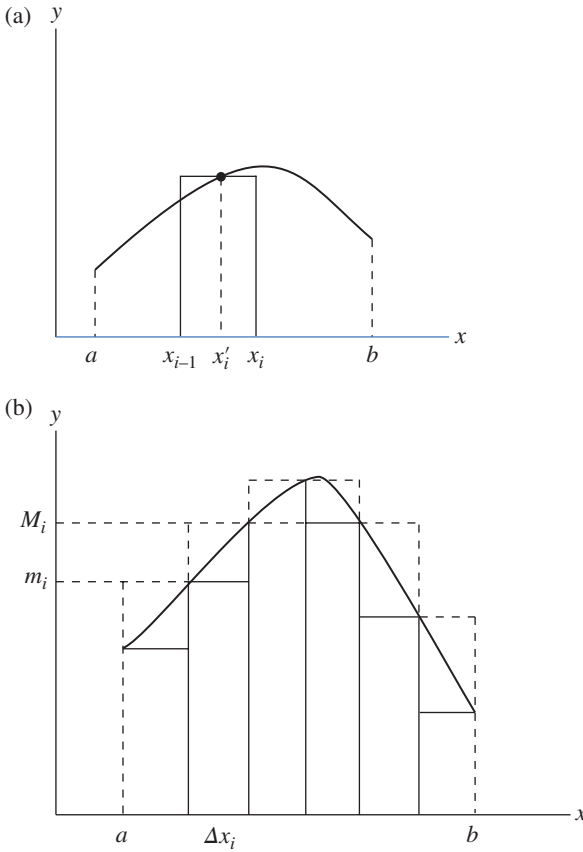 (a) y
x
a x_{i–1} x'_i x_i b
(b) y
M_i
m_i
x
a Δx_i b